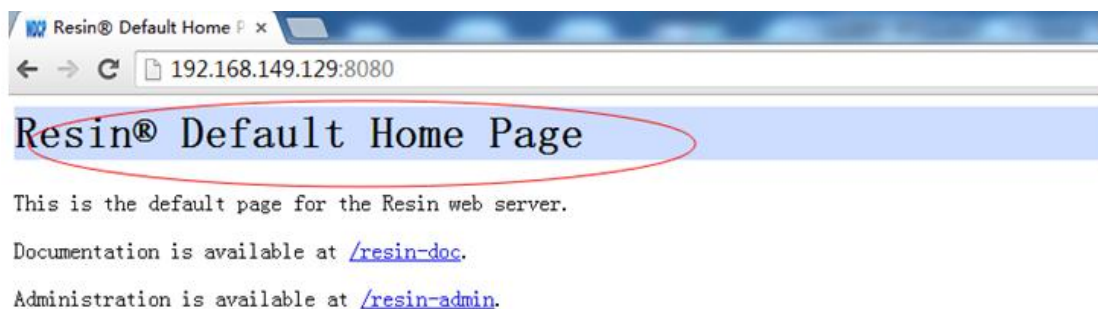 Resin® Default Home P
192.168.149.129:8080
Resin® Default Home Page
This is the default page for the Resin web server.
Documentation is available at /resin-doc.
Administration is available at /resin-admin.